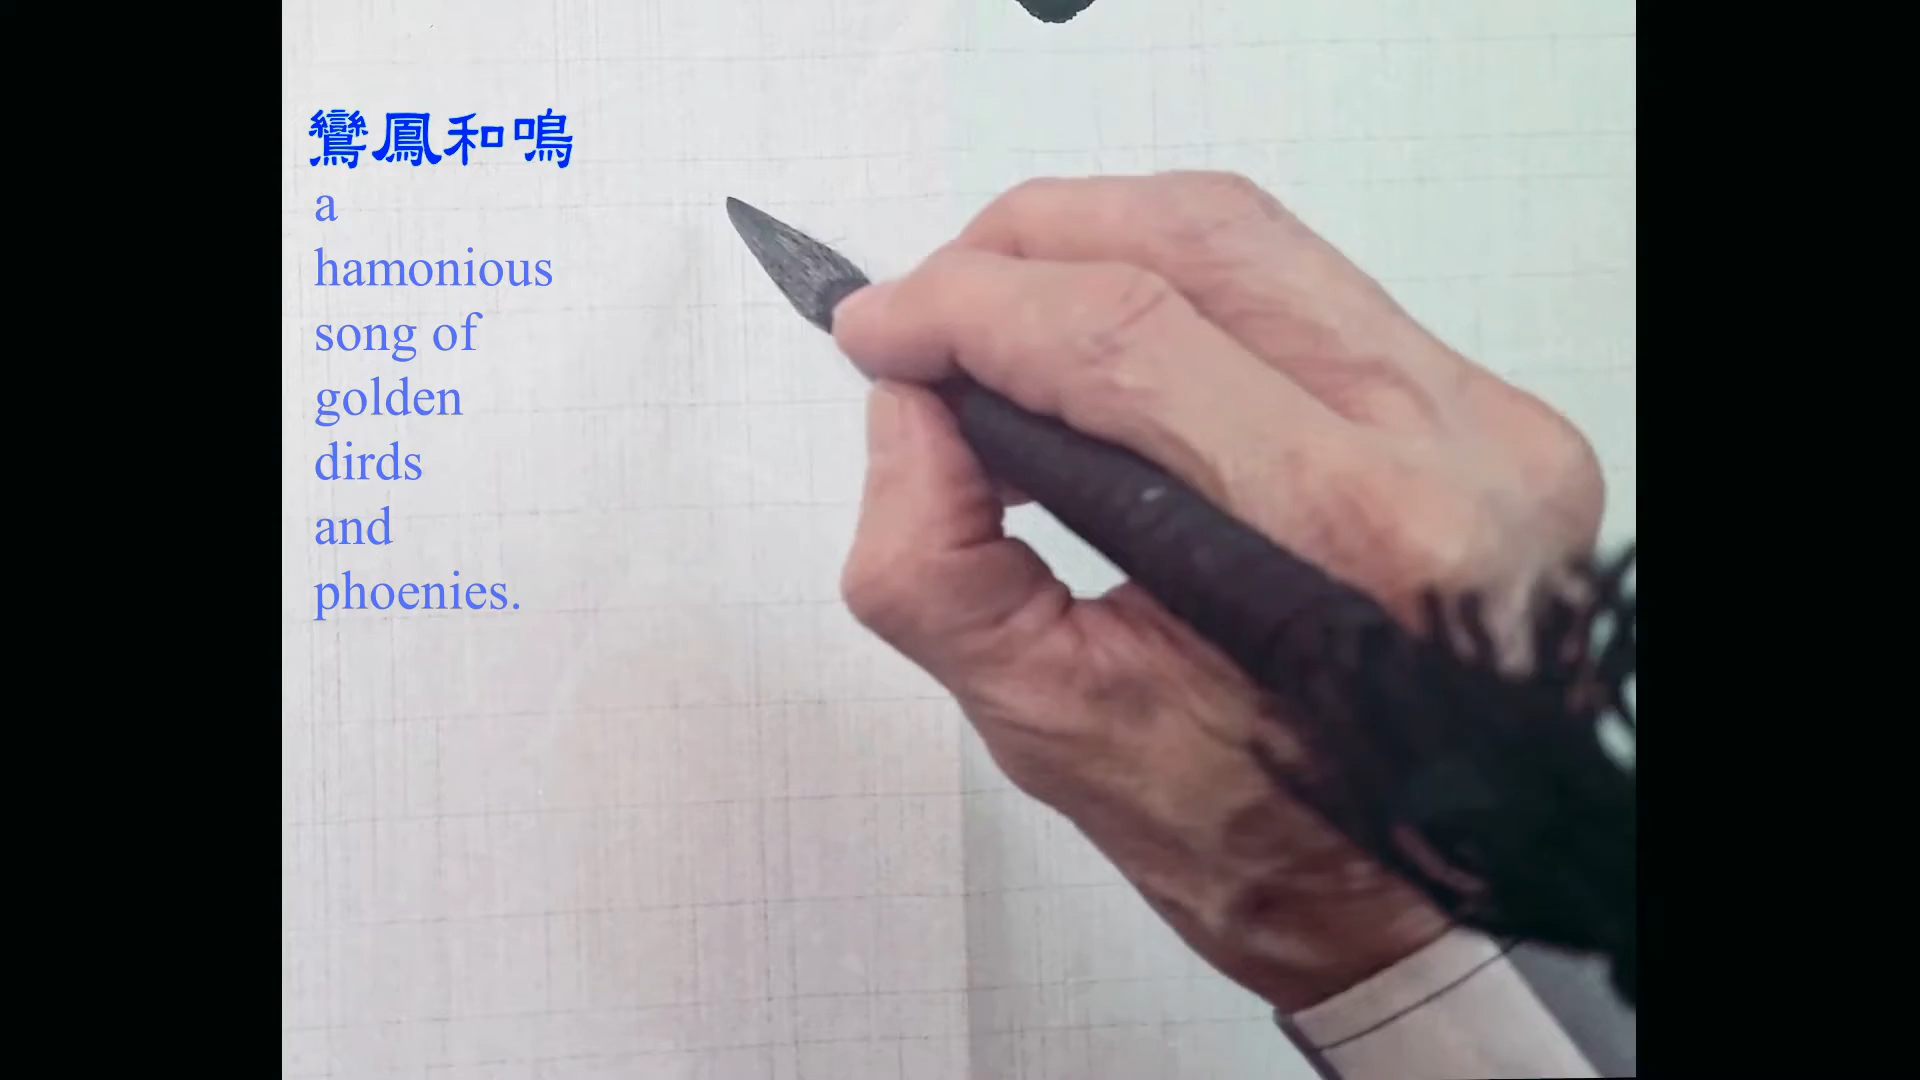 鸞鳳和鳴
a
hamonious
song of
golden
dirds
and
phoenies.